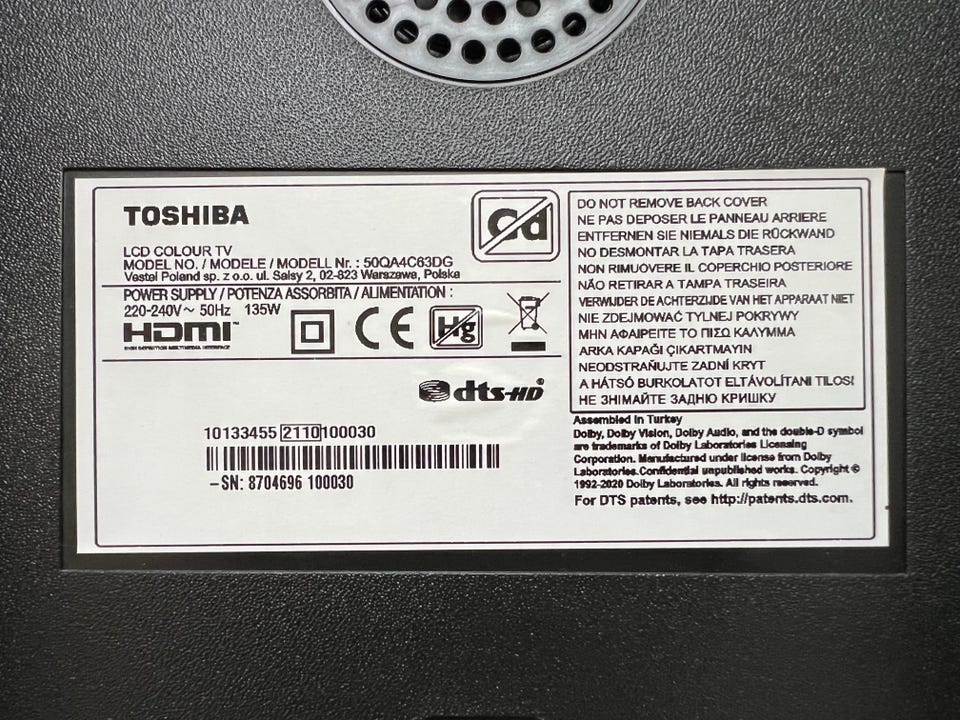 TOSHIBA
LCD COLOUR TV
MODEL NO. / MODELE / MODELL Nr. : 50QA4C63DG
Vestel Poland sp. z o.o. ul. Salsy 2, 02-823 Warszawa, Polska
POWER SUPPLY / POTENZA ASSORBITA / ALIMENTATION :
220-240V~ 50Hz 135W
HDMI™
HIGH DEFINITION MULTIMEDIA INTERFACE
CE
Hg
Cd
dts-HD®
10133455 2110 100030
-SN: 8704696 100030
DO NOT REMOVE BACK COVER
NE PAS DEPOSER LE PANNEAU ARRIERE
ENTFERNEN SIE NIEMALS DIE RÜCKWAND
NO DESMONTAR LA TAPA TRASERA
NON RIMUOVERE IL COPERCHIO POSTERIORE
NÃO RETIRAR A TAMPA TRASEIRA
VERWIJDER DE ACHTERZIJDE VAN HET APPARAAT NIET
NIE ZDEJMOWAĆ TYLNEJ POKRYWY
ΜΗΝ ΑΦΑΙΡΕΙΤΕ ΤΟ ΠΙΣΩ ΚΑΛΥΜΜΑ
ARKA KAPAĞI ÇIKARTMAYIN
NEODSTRAŇUJTE ZADNÍ KRYT
A HÁTSÓ BURKOLATOT ELTÁVOLÍTANI TILOS!
НЕ ЗНІМАЙТЕ ЗАДНЮ КРИШКУ
Assembled in Turkey
Dolby, Dolby Vision, Dolby Audio, and the double-D symbol
are trademarks of Dolby Laboratories Licensing
Corporation. Manufactured under license from Dolby
Laboratories.Confidential unpublished works. Copyright ©
1992-2020 Dolby Laboratories. All rights reserved.
For DTS patents, see http://patents.dts.com.